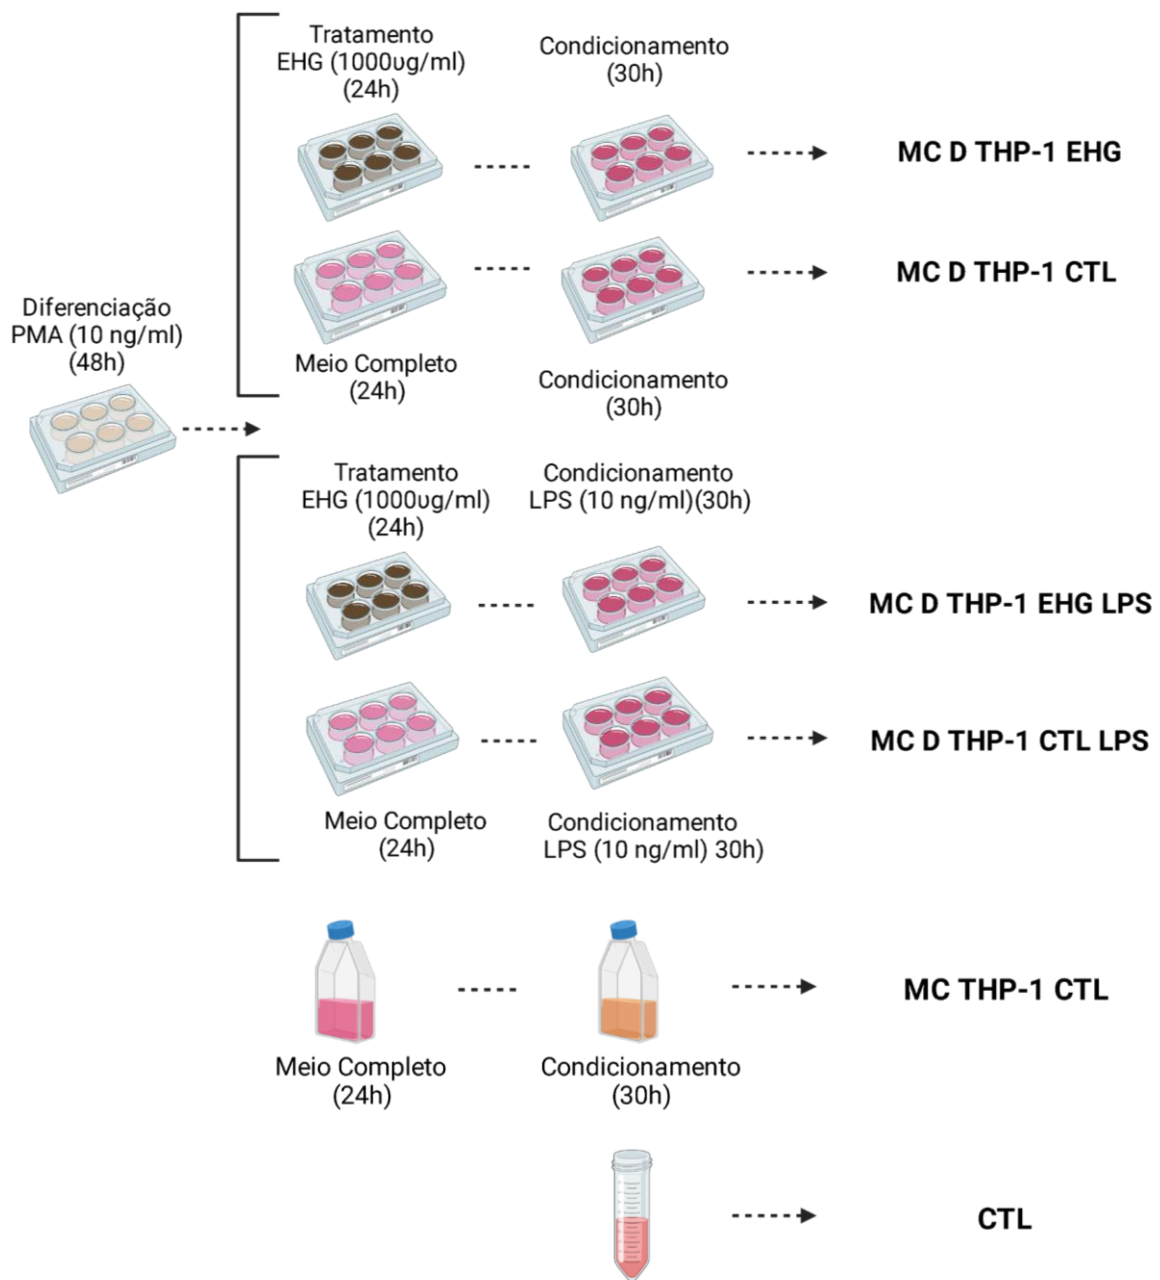 Tratamento
EHG (1000υg/ml)
(24h)
Condicionamento
(30h)
MC D THP-1 EHG
MC D THP-1 CTL
Meio Completo
(24h)
Condicionamento
(30h)
Diferenciação
PMA (10 ng/ml)
(48h)
Tratamento
EHG (1000υg/ml)
(24h)
Condicionamento
LPS (10 ng/ml)(30h)
MC D THP-1 EHG LPS
MC D THP-1 CTL LPS
Meio Completo
(24h)
Condicionamento
LPS (10 ng/ml) 30h)
MC THP-1 CTL
Meio Completo
(24h)
Condicionamento
(30h)
CTL